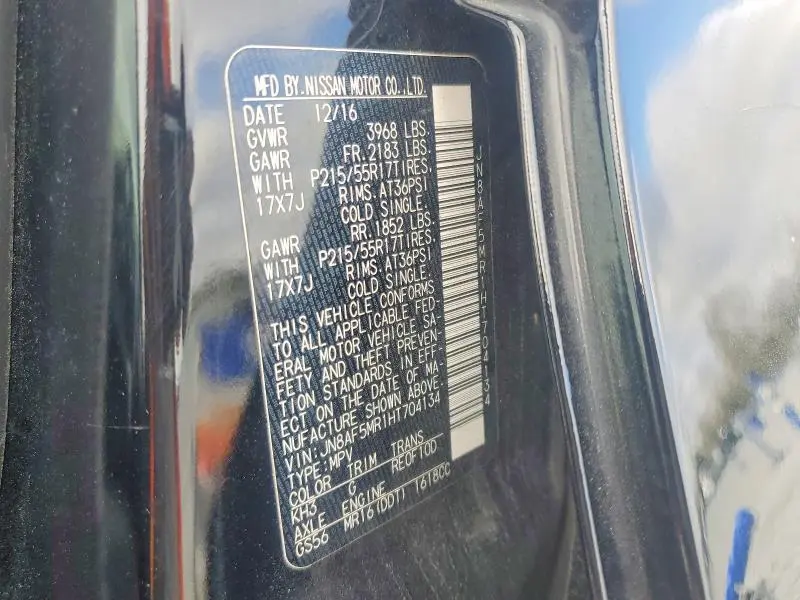 MFD BY.NISSAN MOTOR CO.,LTD.
DATE 12/16
GVWR 3968 LBS.
GAWR FR.2183 LBS.
WITH P215/55R17TIRES.
17X7J RIMS.AT36PSI
COLD SINGLE.
GAWR RR.1852 LBS.
WITH P215/55R17TIRES.
17X7J RIMS.AT36PSI
COLD SINGLE.
THIS VEHICLE CONFORMS
TO ALL APPLICABLE FED-
ERAL MOTOR VEHICLE SA-
FETY AND THEFT PREVEN-
TION STANDARDS IN EFF-
ECT ON THE DATE OF MA-
NUFACTURE SHOWN ABOVE.
VIN:JN8AF5MR1HT704134
TYPE:MPV
COLOR TRIM TRANS
KH3 G RE0F10D
AXLE ENGINE
GS56 MR16(DDT) 1618CC
JN8AF5MR1HT704134